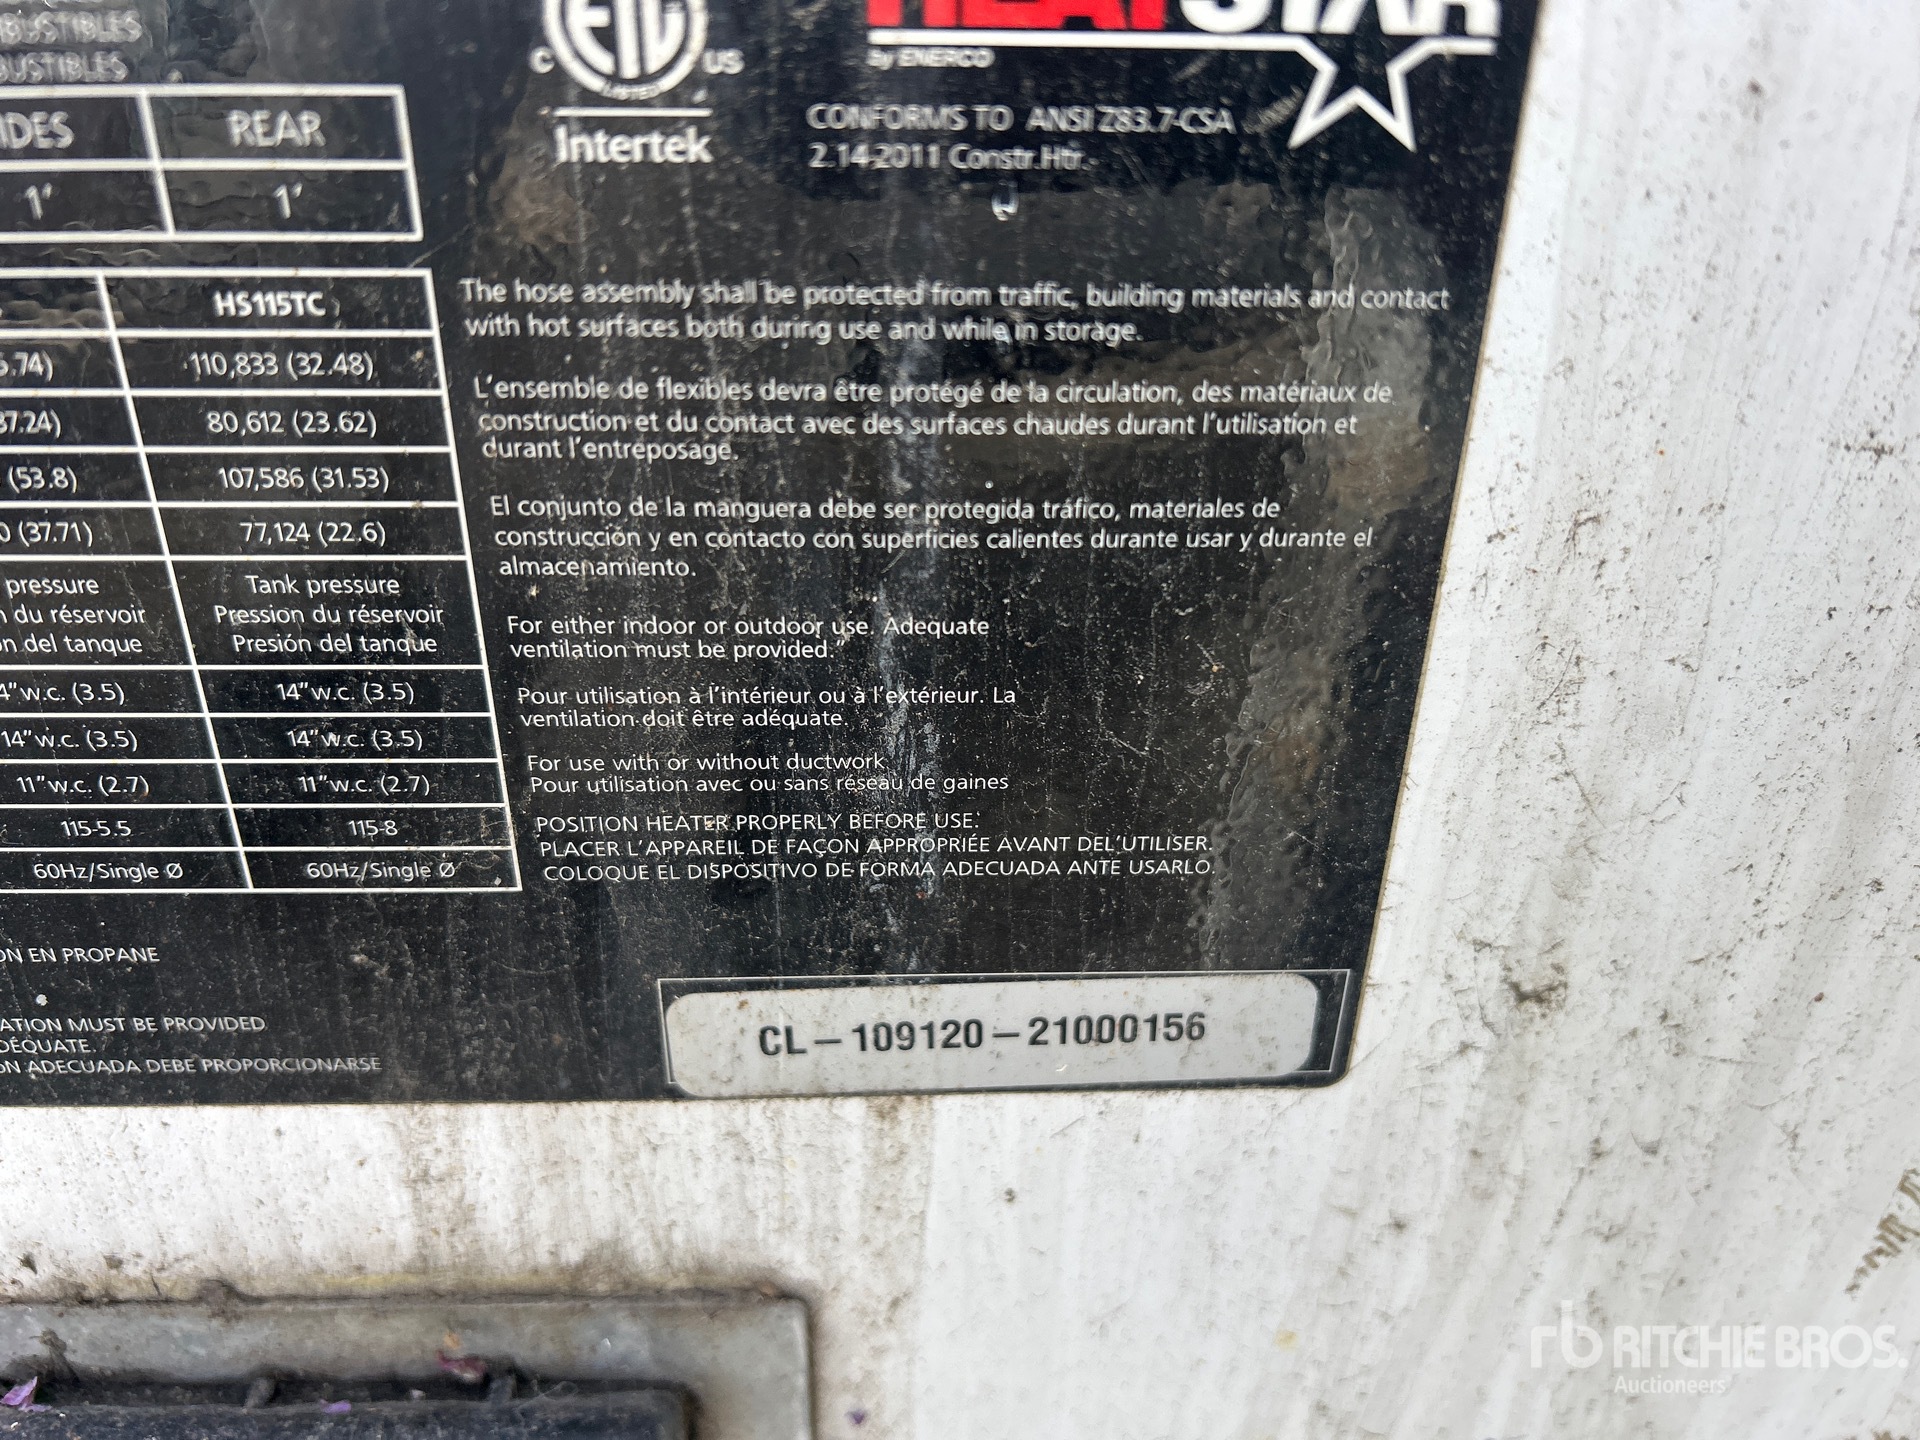 REAR
1'
1'
C
ETL
US
LISTED
Intertek
HEATSTAR
By ENERCO
CONFORMS TO ANSI Z83.7-CSA
2.14-2011 Constr.Htr.
HS115TC
110,833 (32.48)
80,612 (23.62)
(53.8) 107,586 (31.53)
(37.71) 77,124 (22.6)
pressure Tank pressure
du réservoir Pression du réservoir
del tanque Presión del tanque
w.c. (3.5) 14"w.c. (3.5)
14"w.c. (3.5) 14"w.c. (3.5)
11"w.c. (2.7) 11"w.c. (2.7)
115-5.5 115-8
60Hz/Single Ø 60Hz/Single Ø
The hose assembly shall be protected from traffic, building materials and contact
with hot surfaces both during use and while in storage.
L'ensemble de flexibles devra être protégé de la circulation, des matériaux de
construction et du contact avec des surfaces chaudes durant l'utilisation et
durant l'entreposage.
El conjunto de la manguera debe ser protegida tráfico, materiales de
construcción y en contacto con superficies calientes durante usar y durante el
almacenamiento.
For either indoor or outdoor use. Adequate
ventilation must be provided."
Pour utilisation à l'intérieur ou à l'extérieur. La
ventilation doit être adéquate.
For use with or without ductwork
Pour utilisation avec ou sans réseau de gaines
POSITION HEATER PROPERLY BEFORE USE.
PLACER L'APPAREIL DE FAÇON APPROPRIÉE AVANT DEL'UTILISER.
COLOQUE EL DISPOSITIVO DE FORMA ADECUADA ANTE USARLO.
EN PROPANE
MUST BE PROVIDED
ADECUADA DEBE PROPORCIONARSE
CL-109120-21000156
rb RITCHIE BROS.
Auctioneers